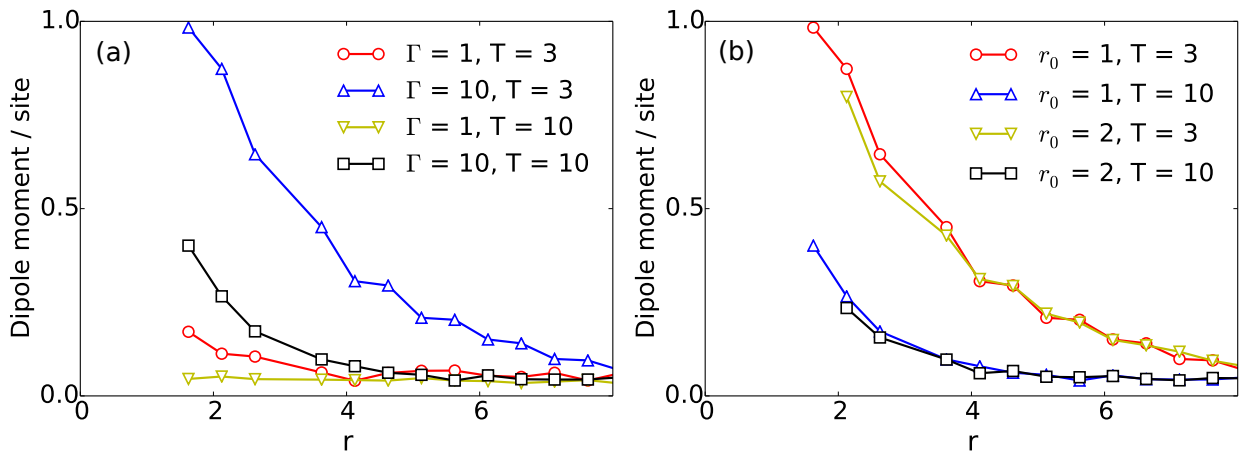 (a)
Dipole moment / site
1.0
0.5
0.0
0
2
4
6
r
Γ = 1, T = 3
Γ = 10, T = 3
Γ = 1, T = 10
Γ = 10, T = 10
(b)
Dipole moment / site
1.0
0.5
0.0
0
2
4
6
r
r₀ = 1, T = 3
r₀ = 1, T = 10
r₀ = 2, T = 3
r₀ = 2, T = 10